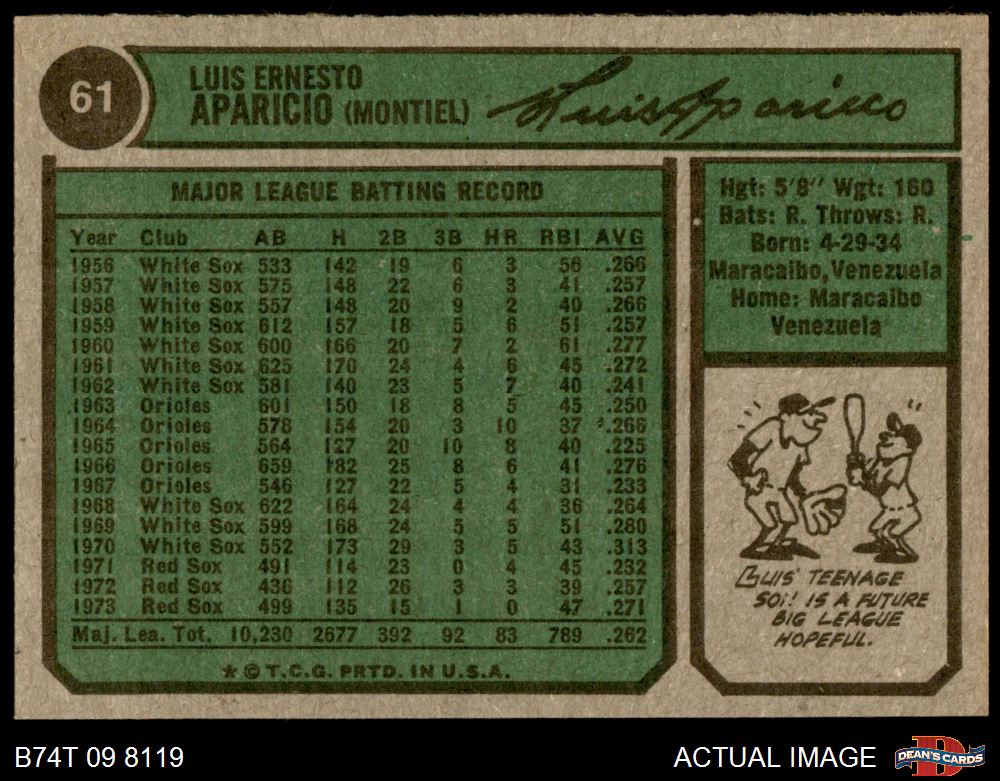 61
LUIS ERNESTO
APARICIO (MONTIEL)
Luis Aparicio
MAJOR LEAGUE BATTING RECORD
Year Club AB H 2B 3B HR RBI AVG
1956 White Sox 533 142 19 6 3 56 .266
1957 White Sox 575 148 22 6 3 41 .257
1958 White Sox 557 148 20 9 2 40 .266
1959 White Sox 612 157 18 5 6 51 .257
1960 White Sox 600 166 20 7 2 61 .277
1961 White Sox 625 170 24 4 6 45 .272
1962 White Sox 581 140 23 5 7 40 .241
1963 Orioles 601 150 18 8 5 45 .250
1964 Orioles 578 154 20 3 10 37 .266
1965 Orioles 564 127 20 10 8 40 .225
1966 Orioles 659 182 25 8 6 41 .276
1967 Orioles 546 127 22 5 4 31 .233
1968 White Sox 622 164 24 4 4 36 .264
1969 White Sox 599 168 24 5 5 51 .280
1970 White Sox 552 173 29 3 5 43 .313
1971 Red Sox 491 114 23 0 4 45 .232
1972 Red Sox 436 112 26 3 3 39 .257
1973 Red Sox 499 135 15 1 0 47 .271
Maj. Lea. Tot. 10,230 2677 392 92 83 789 .262
★ © T.C.G. PRTD. IN U.S.A.
Hgt: 5'8'' Wgt: 160
Bats: R. Throws: R.
Born: 4-29-34
Maracaibo, Venezuela
Home: Maracaibo
Venezuela
LUIS' TEENAGE
SON IS A FUTURE
BIG LEAGUE
HOPEFUL.
B74T 09 8119
ACTUAL IMAGE
D
DEAN'S CARDS